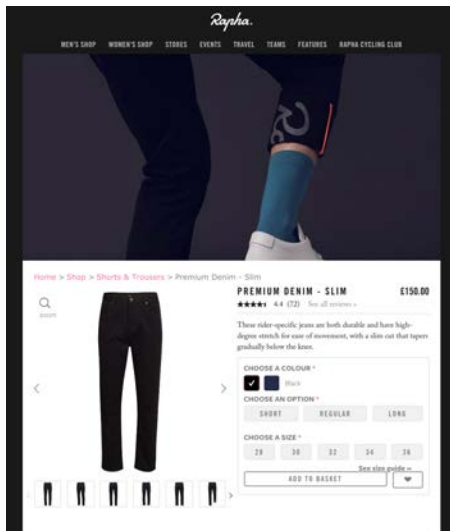 Rapha.
MEN'S SHOP WOMEN'S SHOP STORES EVENTS TRAVEL TEAMS FEATURES RAPHA CYCLING CLUB
Home > Shop > Shorts & Trousers > Premium Denim - Slim
zoom
PREMIUM DENIM - SLIM £150.00
4.4 (72) See all reviews »
These rider-specific jeans are both durable and have high-
degree stretch for ease of movement, with a slim cut that tapers
gradually below the knee.
CHOOSE A COLOUR *
Black
CHOOSE AN OPTION *
SHORT REGULAR LONG
CHOOSE A SIZE *
28 30 32 34 36
See size guide »
ADD TO BASKET